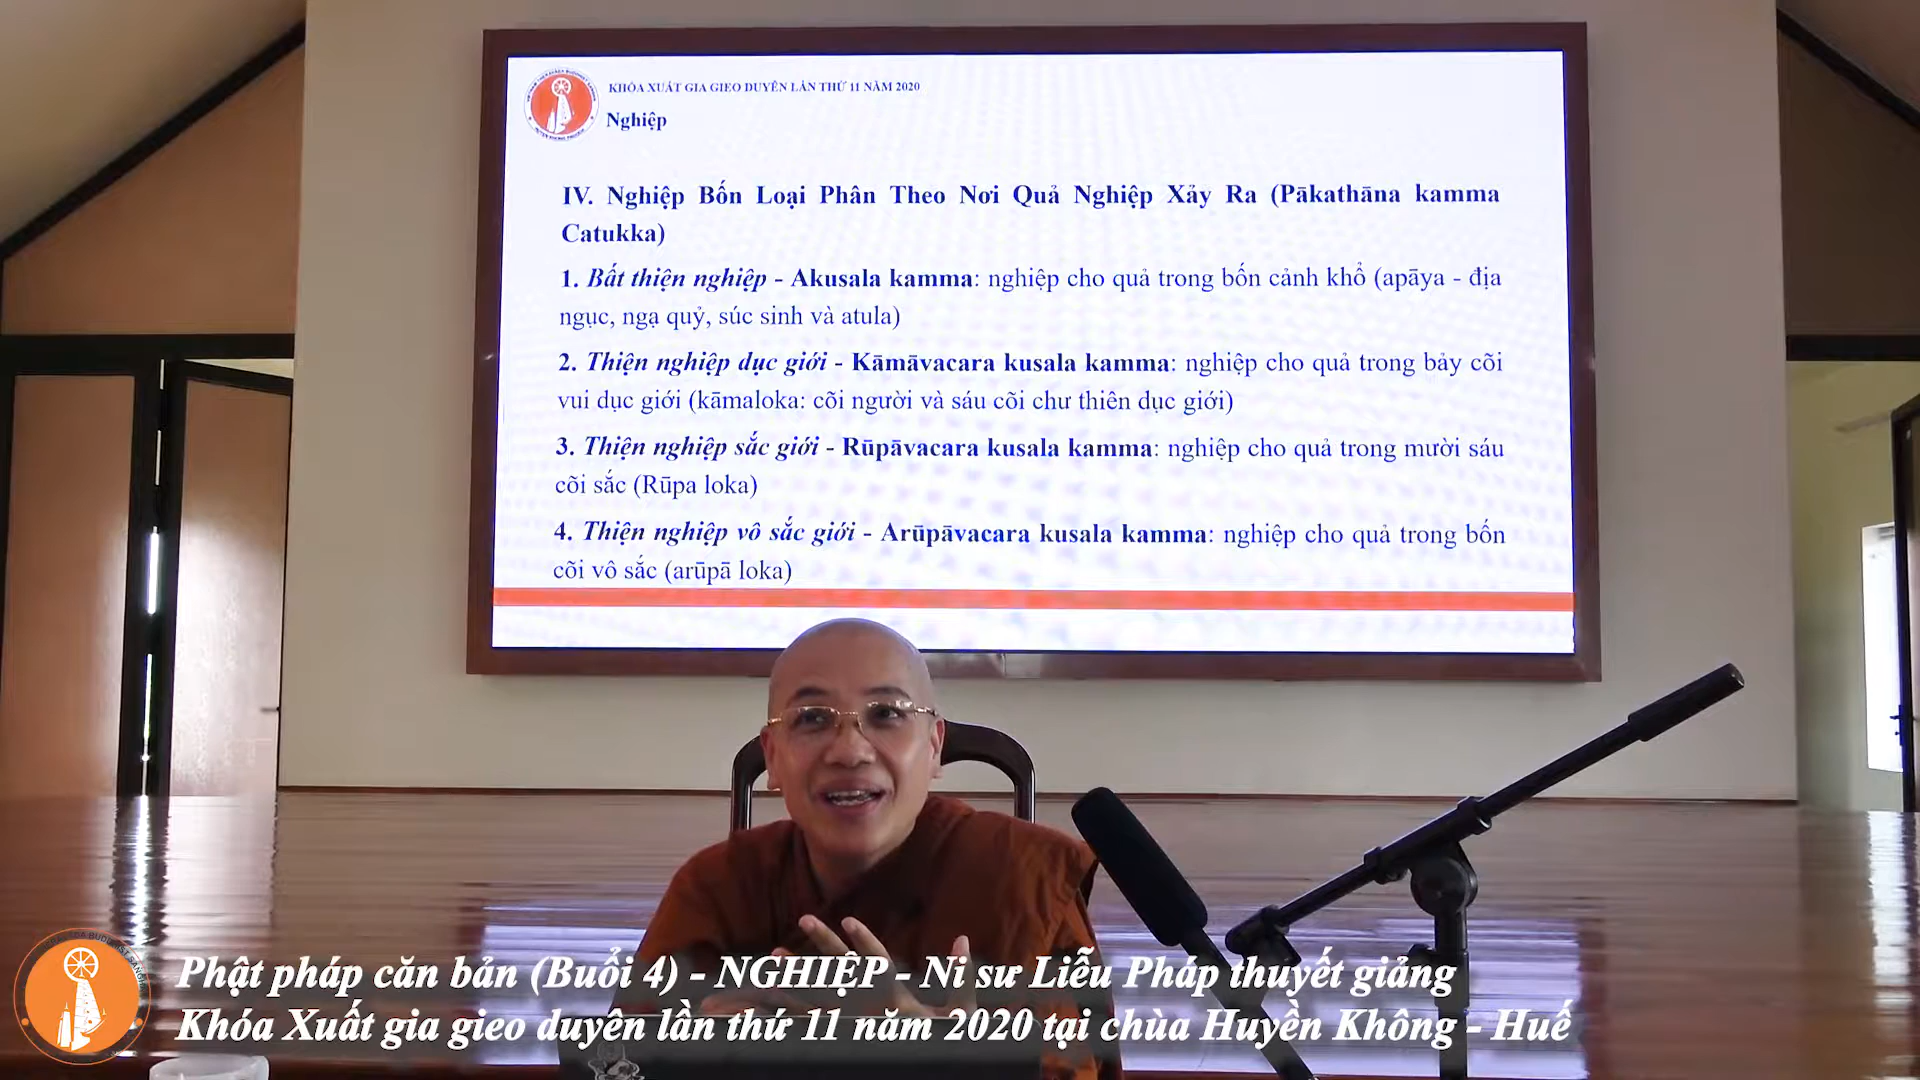 KHÓA XUẤT GIA GIEO DUYÊN LẦN THỨ 11 NĂM 2020
Nghiệp
IV. Nghiệp Bốn Loại Phân Theo Nơi Quả Nghiệp Xảy Ra (Pākathāna kamma
Catukka)
1. Bất thiện nghiệp - Akusala kamma: nghiệp cho quả trong bốn cảnh khổ (apāya - địa
ngục, ngạ quỷ, súc sinh và atula)
2. Thiện nghiệp dục giới - Kāmāvacara kusala kamma: nghiệp cho quả trong bảy cõi
vui dục giới (kāmaloka: cõi người và sáu cõi chư thiên dục giới)
3. Thiện nghiệp sắc giới - Rūpāvacara kusala kamma: nghiệp cho quả trong mười sáu
cõi sắc (Rūpa loka)
4. Thiện nghiệp vô sắc giới - Arūpāvacara kusala kamma: nghiệp cho quả trong bốn
cõi vô sắc (arūpā loka)
Phật pháp căn bản (Buổi 4) - NGHIỆP - Ni sư Liễu Pháp thuyết giảng
Khóa Xuất gia gieo duyên lần thứ 11 năm 2020 tại chùa Huyền Không - Huế